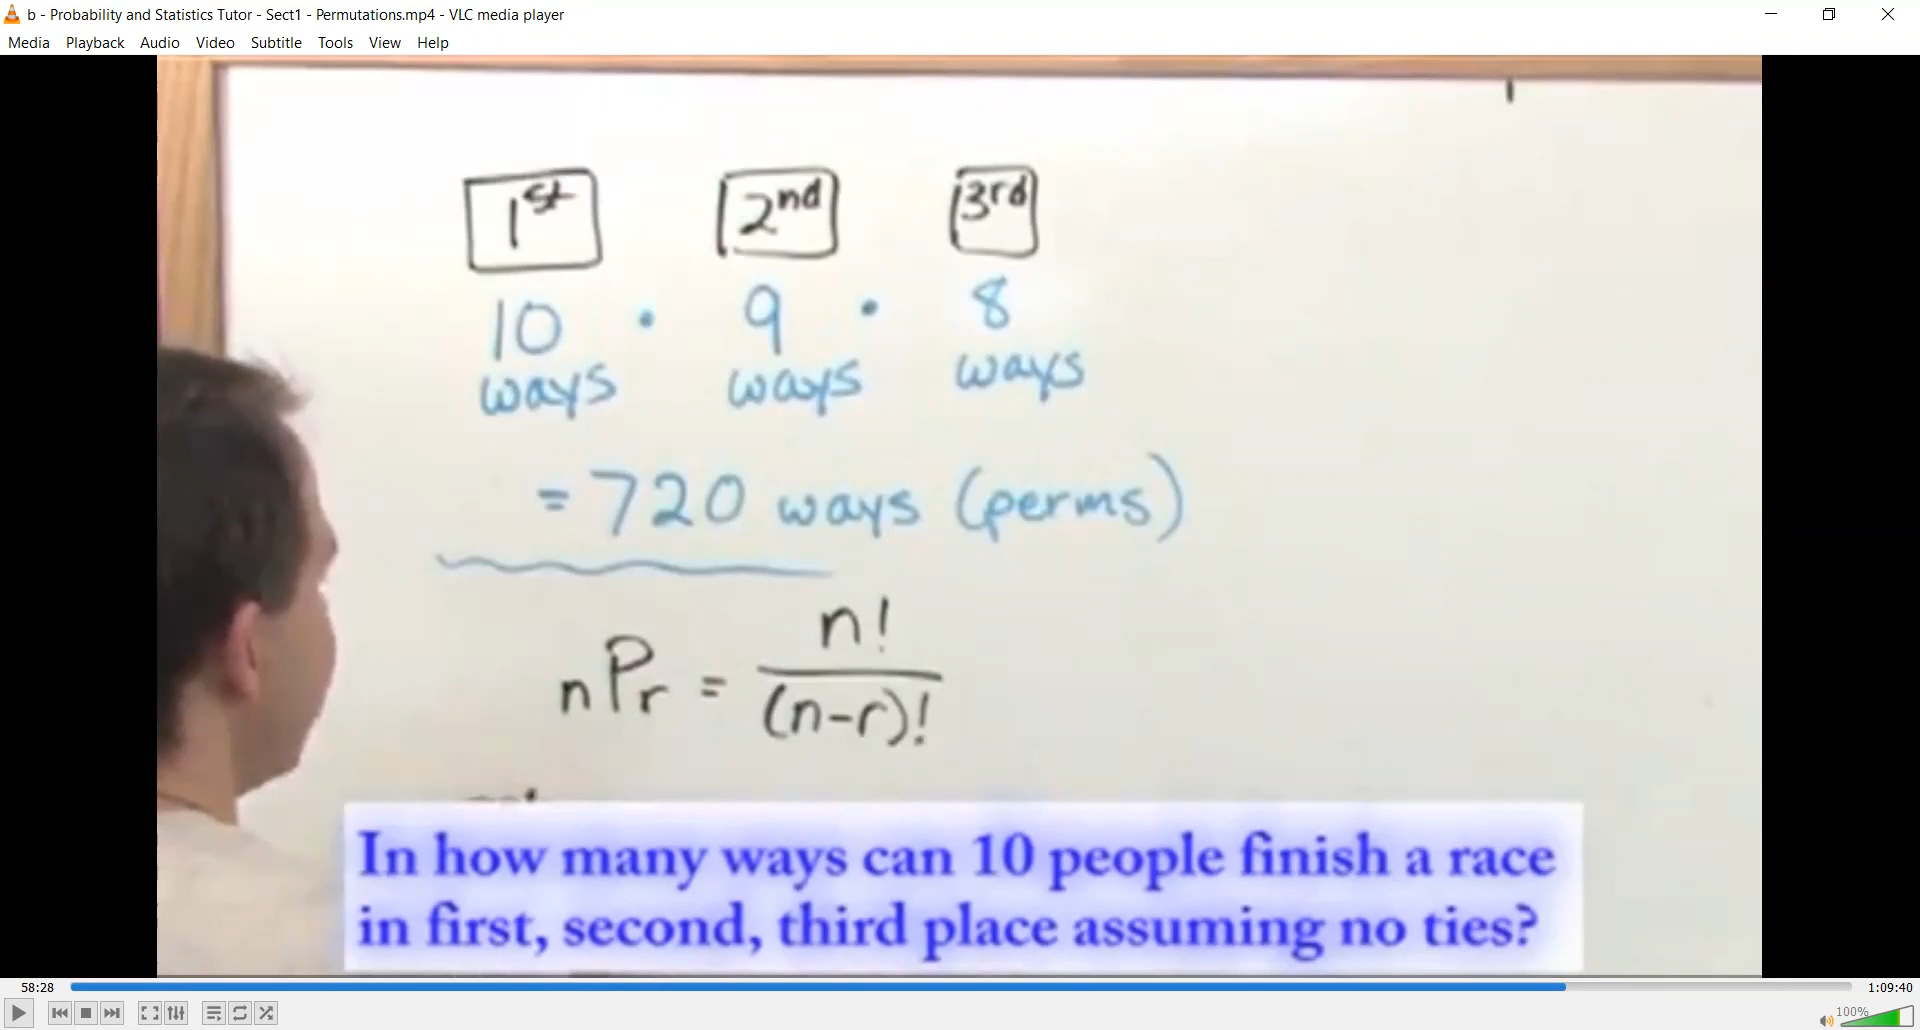 b - Probability and Statistics Tutor - Sect1 - Permutations.mp4 - VLC media player
Media Playback Audio Video Subtitle Tools View Help
1st 2nd 3rd
10 · 9 · 8
ways ways ways
= 720 ways (perms)
nPr = n! / (n-r)!
In how many ways can 10 people finish a race
in first, second, third place assuming no ties?
58:28 1:09:40
100%